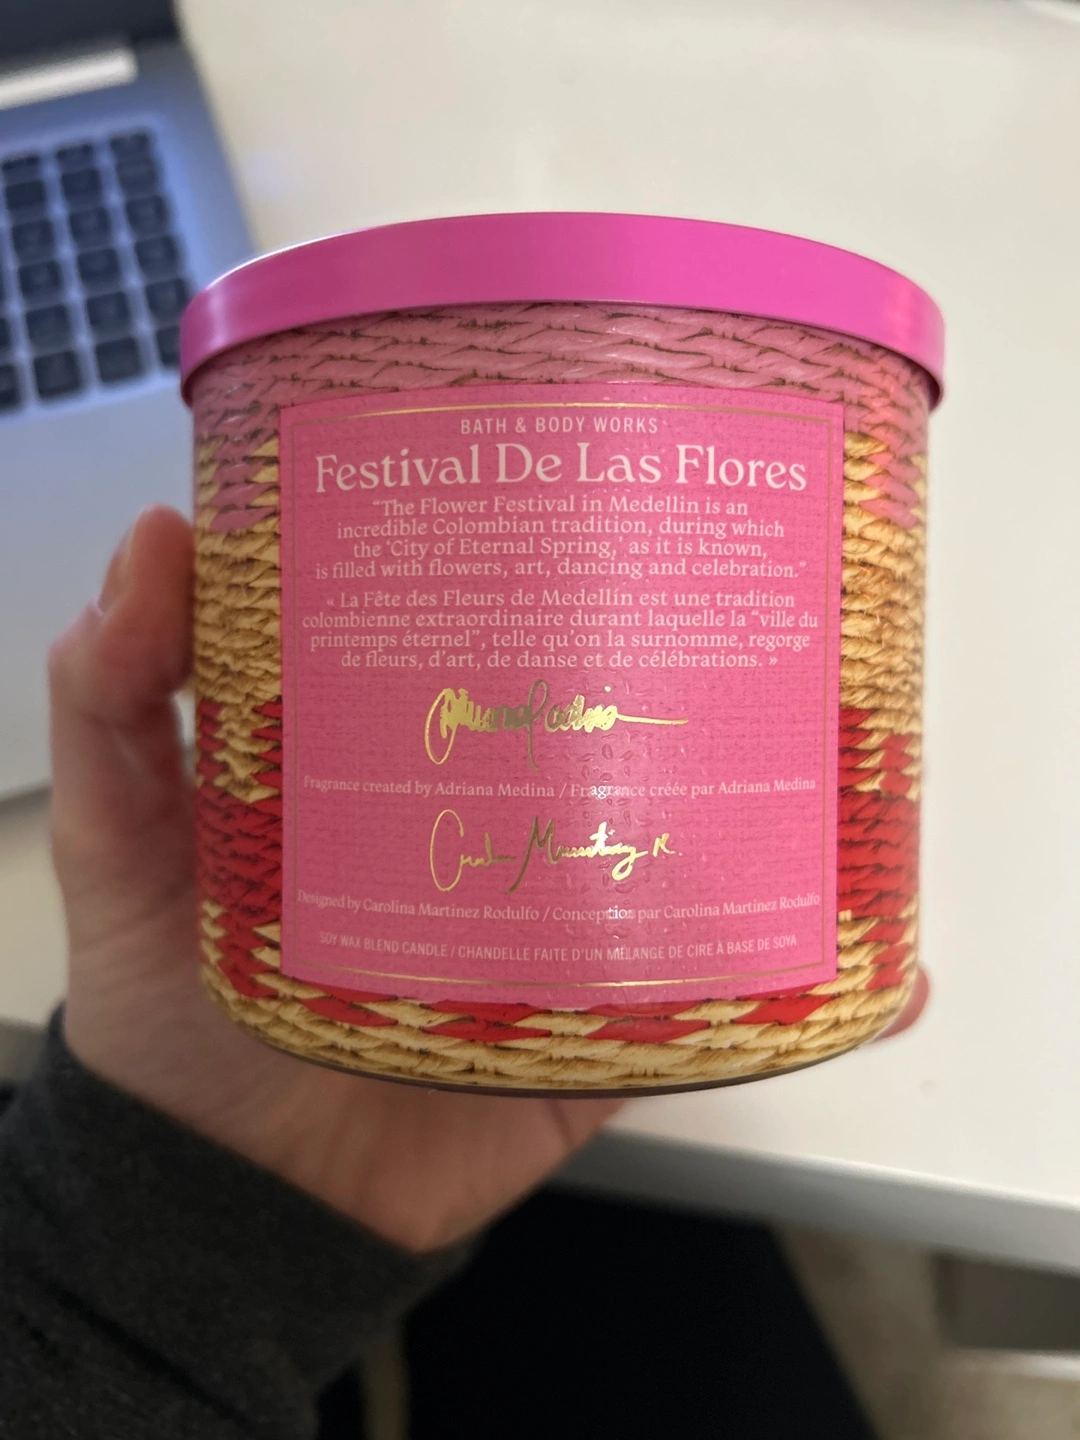 BATH & BODY WORKS
Festival De Las Flores
“The Flower Festival in Medellin is an
incredible Colombian tradition, during which
the ‘City of Eternal Spring,’ as it is known,
is filled with flowers, art, dancing and celebration.”
« La Fête des Fleurs de Medellín est une tradition
colombienne extraordinaire durant laquelle la “ville du
printemps éternel”, telle qu’on la surnomme, regorge
de fleurs, d’art, de danse et de célébrations. »
Fragrance created by Adriana Medina / Fragrance créée par Adriana Medina
Designed by Carolina Martinez Rodulfo / Conception par Carolina Martinez Rodulfo
SOY WAX BLEND CANDLE / CHANDELLE FAITE D’UN MÉLANGE DE CIRE À BASE DE SOYA